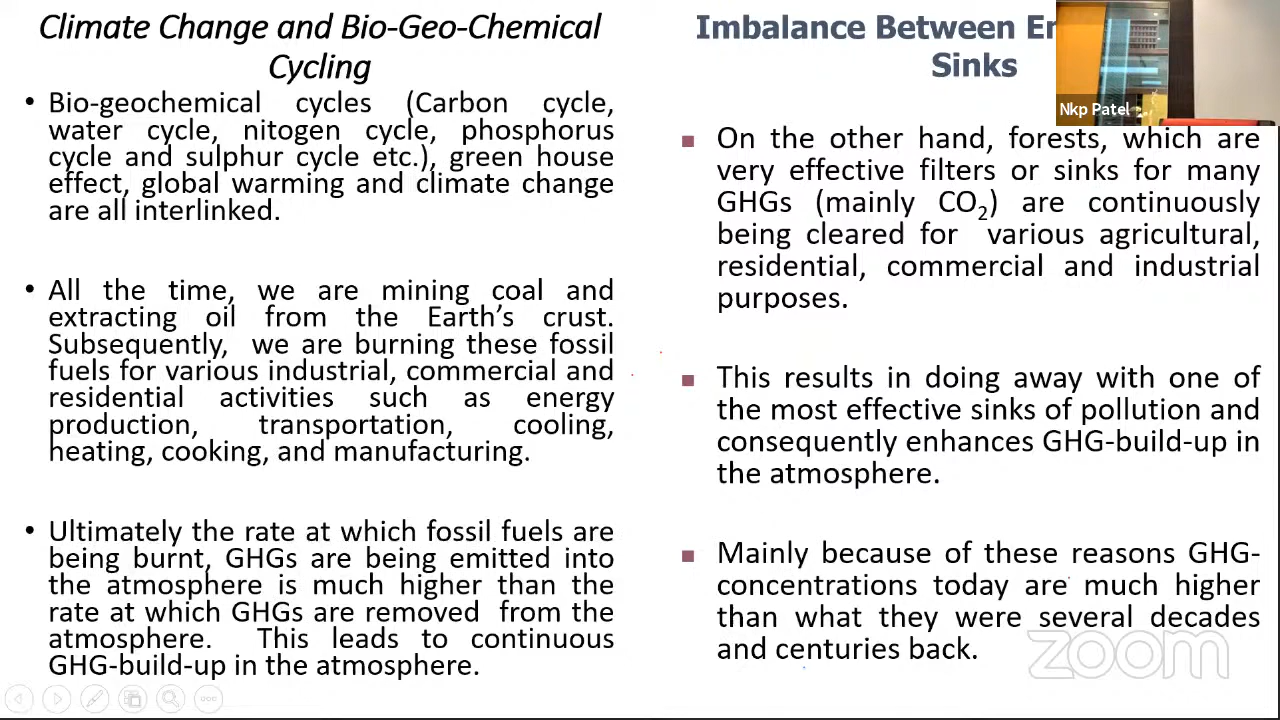 Climate Change and Bio-Geo-Chemical
Cycling
• Bio-geochemical cycles (Carbon cycle,
water cycle, nitogen cycle, phosphorus
cycle and sulphur cycle etc.), green house
effect, global warming and climate change
are all interlinked.
• All the time, we are mining coal and
extracting oil from the Earth's crust.
Subsequently, we are burning these fossil
fuels for various industrial, commercial and
residential activities such as energy
production, transportation, cooling,
heating, cooking, and manufacturing.
• Ultimately the rate at which fossil fuels are
being burnt, GHGs are being emitted into
the atmosphere is much higher than the
rate at which GHGs are removed from the
atmosphere. This leads to continuous
GHG-build-up in the atmosphere.
Imbalance Between
Sinks
Nkp Patel
On the other hand, forests, which are
very effective filters or sinks for many
GHGs (mainly CO₂) are continuously
being cleared for various agricultural,
residential, commercial and industrial
purposes.
This results in doing away with one of
the most effective sinks of pollution and
consequently enhances GHG-build-up in
the atmosphere.
Mainly because of these reasons GHG-
concentrations today are much higher
than what they were several decades
and centuries back.
zoom